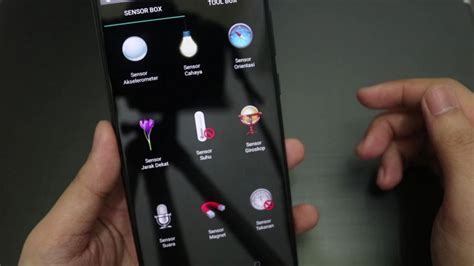 SENSOR BOX
TOOL BOX
Sensor
Akselerometer
Sensor
Cahaya
Sensor
Orientasi
Sensor
Jarak Dekat
Sensor
Suhu
Sensor
Giroskop
Sensor
Suara
Sensor
Magnet
Sensor
Tekanan